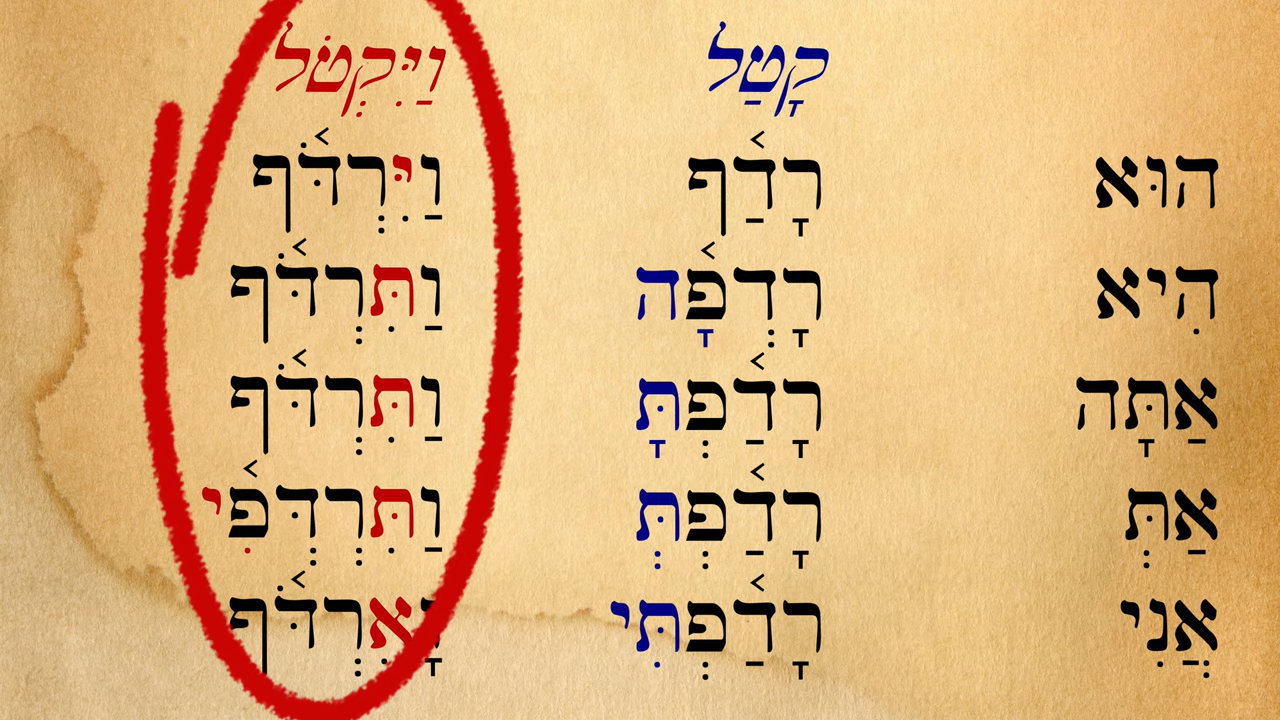 קָטַל וַיִּקְטֹל
הוּא רָדַ֫ף וַיִּרְדֹּ֫ף
הִיא רָדְפָ֫ה וַתִּרְדֹּ֫ף
אַתָּה רָדַ֫פְתָּ וַתִּרְדֹּ֫ף
אַתְּ רָדַ֫פְתְּ וַתִּרְדְּפִ֫י
אֲנִי רָדַ֫פְתִּי וָאֶרְדֹּ֫ף